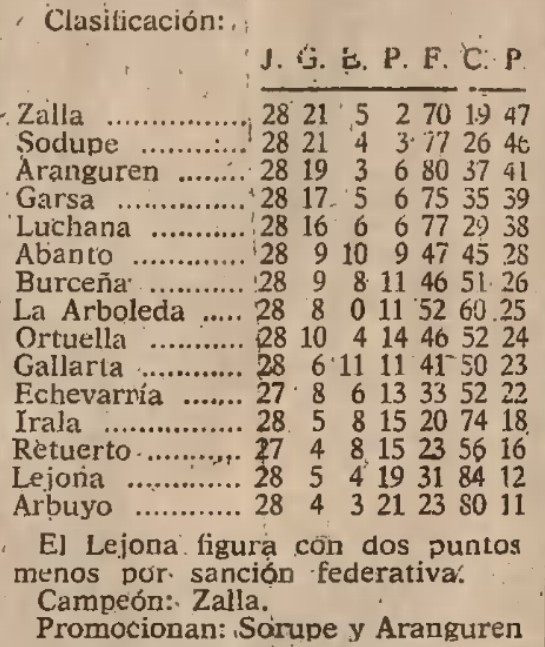 Clasificación:
J. G. E. P. F. C. P
Zalla ................ 28 21 5 2 70 19 47
Sodupe ............ 28 21 4 3 77 26 46
Aranguren ....... 28 19 3 6 80 37 41
Garsa ............... 28 17 5 6 75 35 39
Luchana ........... 28 16 6 6 77 29 38
Abanto ............. 28 9 10 9 47 45 28
Burceña ............ 28 9 8 11 46 51 26
La Arboleda ..... 28 8 0 11 52 60 25
Ortuella ........... 28 10 4 14 46 52 24
Gallarta ............ 28 6 11 11 41 50 23
Echevarría ....... 27 8 6 13 33 52 22
Irala ................ 28 5 8 15 20 74 18
Retuerto ........... 27 4 8 15 23 56 16
Lejona ............. 28 5 4 19 31 84 12
Arbuyo ............ 28 4 3 21 23 80 11
El Lejona figura con dos puntos
menos por sanción federativa.
Campeón: Zalla.
Promocionan: Sorupe y Aranguren